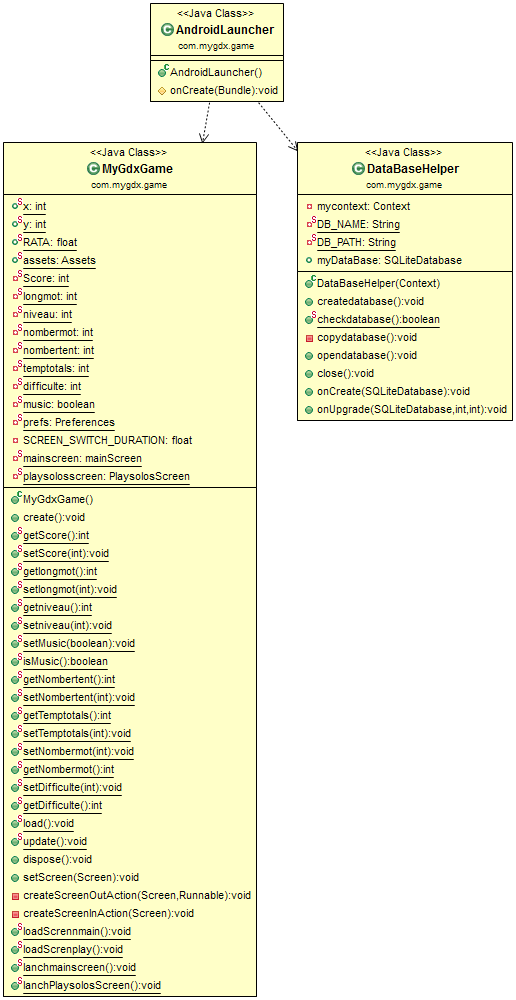 <<Java Class>>
AndroidLauncher
com.mygdx.game
AndroidLauncher()
onCreate(Bundle):void
<<Java Class>>
MyGdxGame
com.mygdx.game
x: int
y: int
RATA: float
assets: Assets
Score: int
longmot: int
niveau: int
nombermot: int
nombertent: int
temptotals: int
difficulte: int
music: boolean
prefs: Preferences
SCREEN_SWITCH_DURATION: float
mainscreen: mainScreen
playsolosscreen: PlaysolosScreen
MyGdxGame()
create():void
getScore():int
setScore(int):void
getlongmot():int
setlongmot(int):void
getniveau():int
setniveau(int):void
setMusic(boolean):void
isMusic():boolean
getNombertent():int
setNombertent(int):void
getTemptotals():int
setTemptotals(int):void
setNombermot(int):void
getNombermot():int
setDifficulte(int):void
getDifficulte():int
load():void
update():void
dispose():void
setScreen(Screen):void
createScreenOutAction(Screen,Runnable):void
createScreenInAction(Screen):void
loadScrennmain():void
loadScrenplay():void
lanchmainscreen():void
lanchPlaysolosScreen():void
<<Java Class>>
DataBaseHelper
com.mygdx.game
mycontext: Context
DB_NAME: String
DB_PATH: String
myDataBase: SQLiteDatabase
DataBaseHelper(Context)
createdatabase():void
checkdatabase():boolean
copydatabase():void
opendatabase():void
close():void
onCreate(SQLiteDatabase):void
onUpgrade(SQLiteDatabase,int,int):void